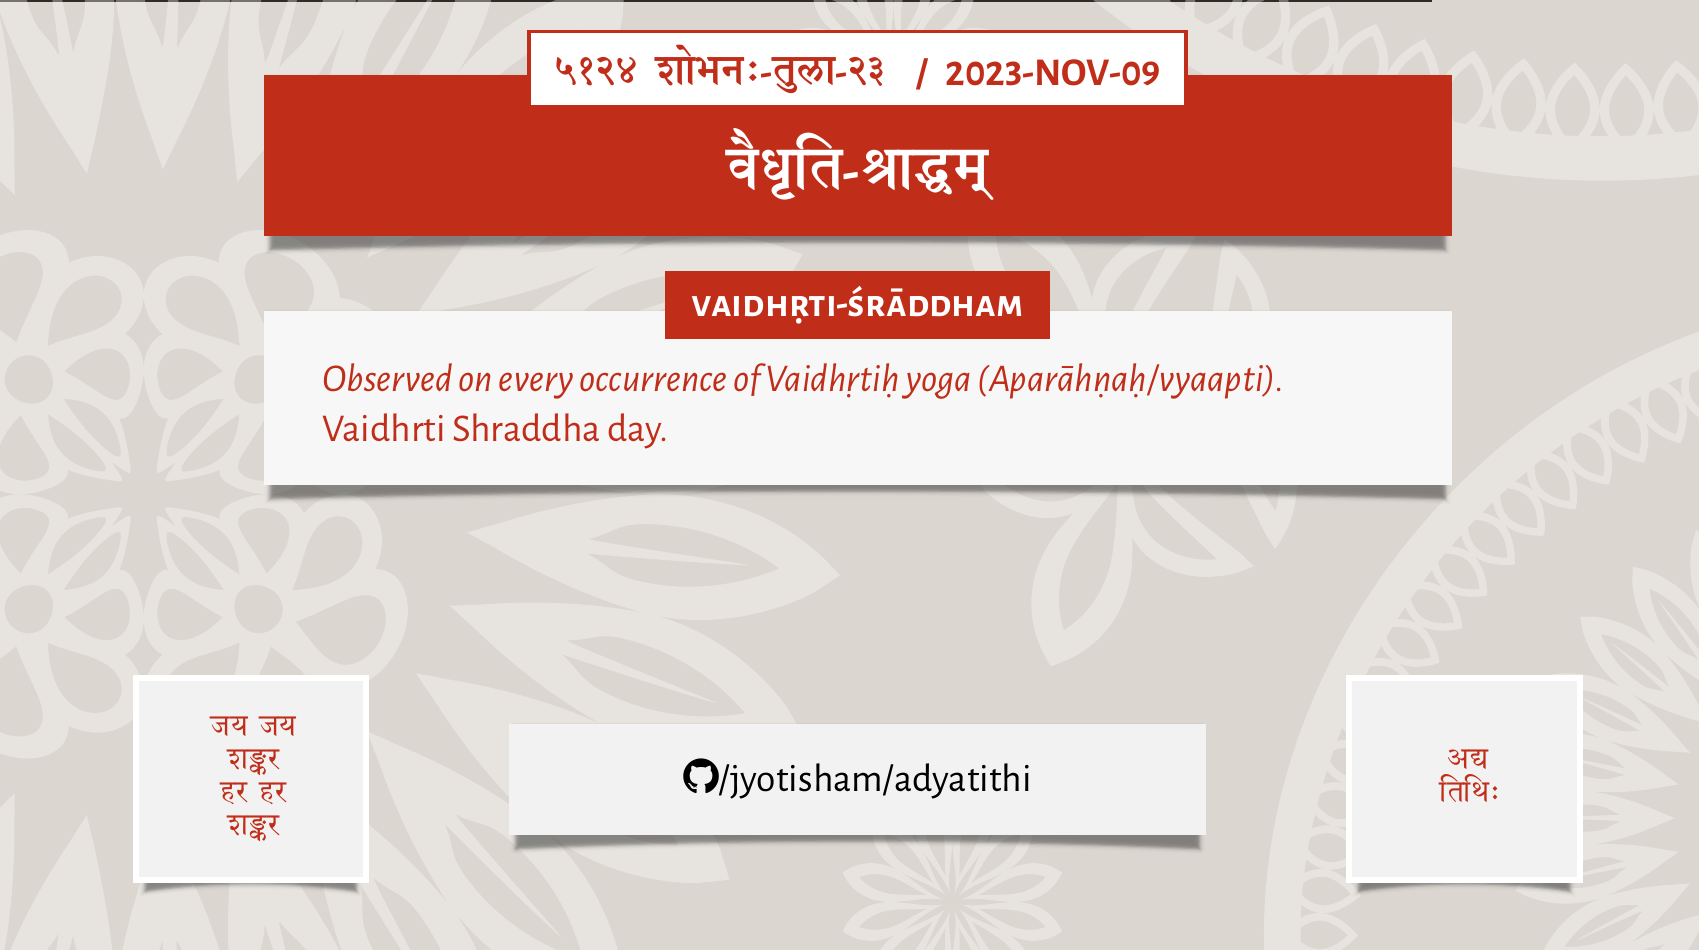 ५१२४ शोभनः-तुला-२३ / 2023-NOV-09
वैधृति-श्राद्धम्
VAIDHṚTI-ŚRĀDDHAM
Observed on every occurrence of Vaidhṛtiḥ yoga (Aparāhṇaḥ/vyaapti).
Vaidhrti Shraddha day.
जय जय
शङ्कर
हर हर
शङ्कर
/jyotisham/adyatithi
अद्य
तिथिः